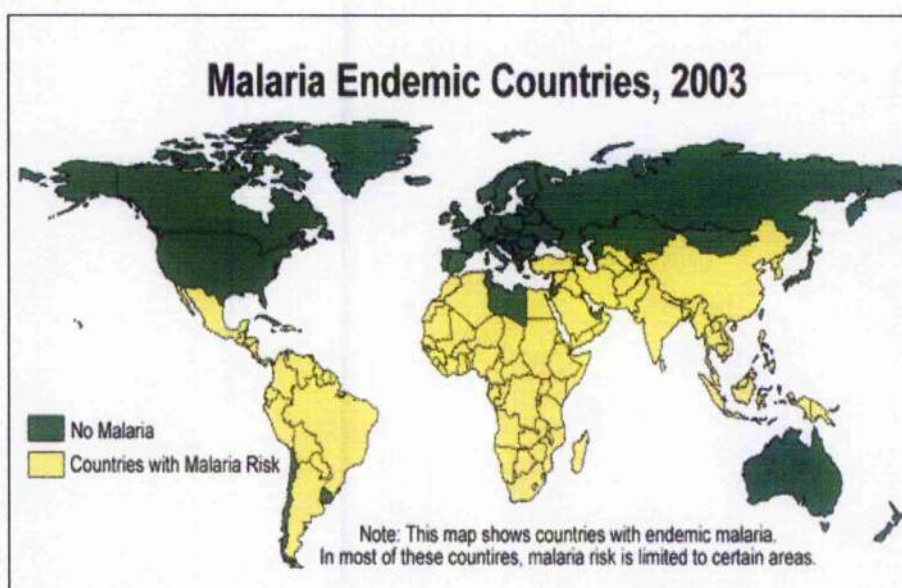 Malaria Endemic Countries, 2003
No Malaria
Countries with Malaria Risk
Note: This map shows countries with endemic malaria.
In most of these countires, malaria risk is limited to certain areas.